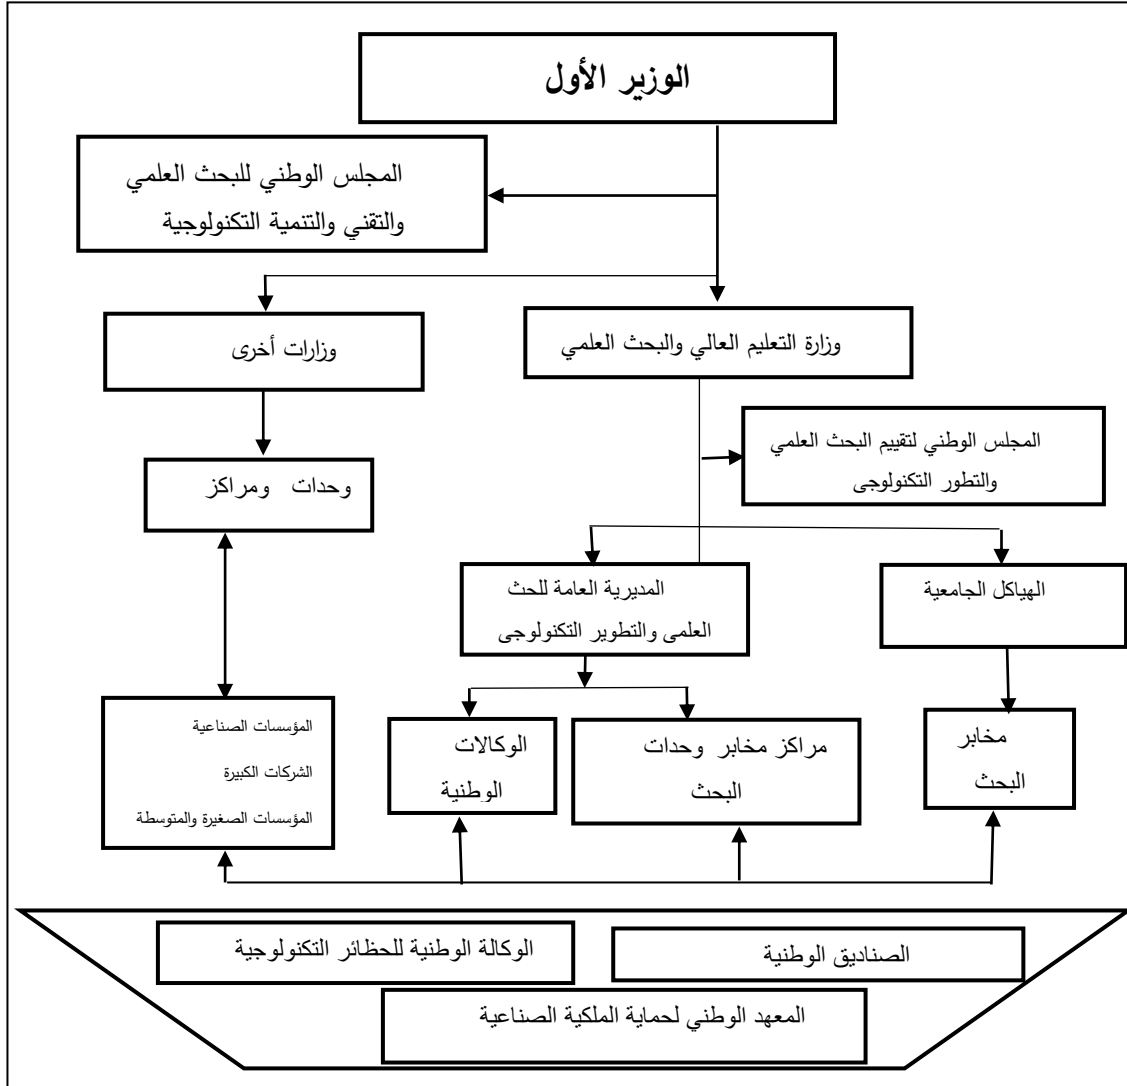 الوزير الأول
المجلس الوطني للبحث العلمي
والتقني والتنمية التكنولوجية
وزارة التعليم العالي والبحث العلمي
وزارات أخرى
المجلس الوطني لتقييم البحث العلمي
والتطور التكنولوجى
وحدات ومراكز
الهياكل الجامعية
المديرية العامة للحث
العلمى والتطوير التكنولوجى
مخابر
البحث
مراكز مخابر وحدات
البحث
الوكالات
الوطنية
المؤسسات الصناعية
الشركات الكبيرة
المؤسسات الصغيرة والمتوسطة
الصناديق الوطنية
الوكالة الوطنية للحظائر التكنولوجية
المعهد الوطني لحماية الملكية الصناعية